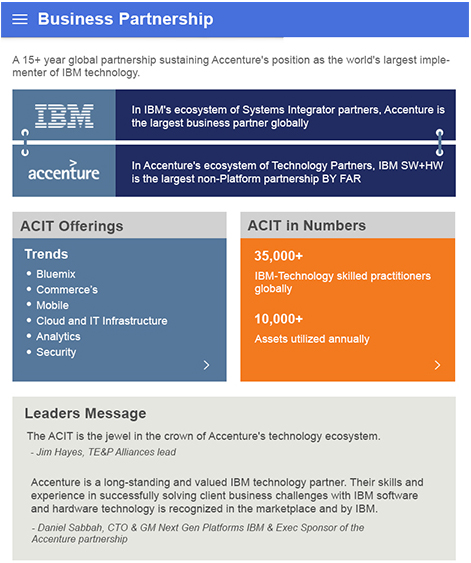 Business Partnership
A 15+ year global partnership sustaining Accenture's position as the world's largest imple-
menter of IBM technology.
IBM
In IBM's ecosystem of Systems Integrator partners, Accenture is
the largest business partner globally
accenture
In Accenture's ecosystem of Technology Partners, IBM SW+HW
is the largest non-Platform partnership BY FAR
ACIT Offerings
Trends
• Bluemix
• Commerce's
• Mobile
• Cloud and IT Infrastructure
• Analytics
• Security
ACIT in Numbers
35,000+
IBM-Technology skilled practitioners
globally
10,000+
Assets utilized annually
Leaders Message
The ACIT is the jewel in the crown of Accenture's technology ecosystem.
- Jim Hayes, TE&P Alliances lead
Accenture is a long-standing and valued IBM technology partner. Their skills and
experience in successfully solving client business challenges with IBM software
and hardware technology is recognized in the marketplace and by IBM.
- Daniel Sabbah, CTO & GM Next Gen Platforms IBM & Exec Sponsor of the
Accenture partnership